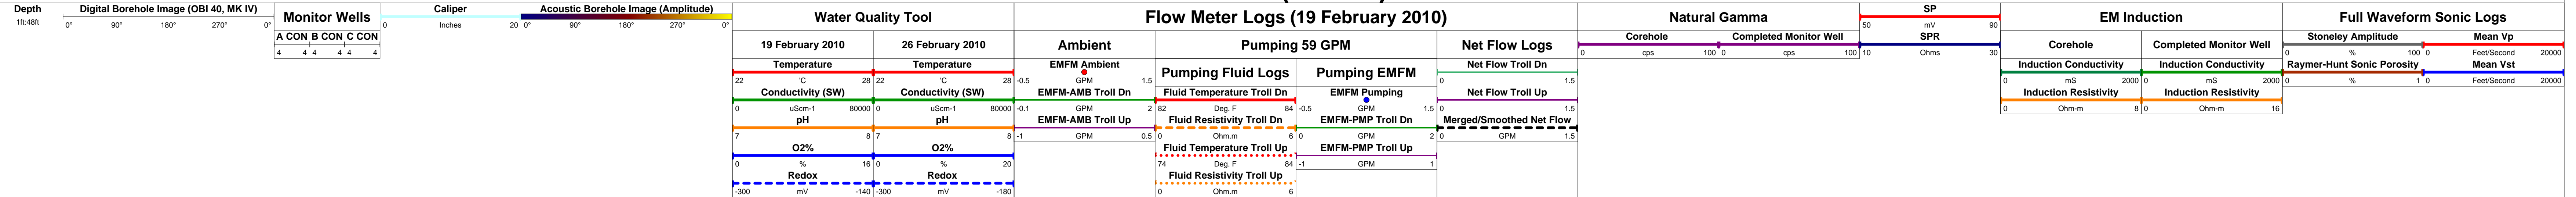 Depth
1ft:48ft
Digital Borehole Image (OBI 40, MK IV)
0° 90° 180° 270° 0°
Monitor Wells
A CON B CON C CON
4 4 4 4 4 4
Caliper
0 Inches 20
Acoustic Borehole Image (Amplitude)
0° 90° 180° 270° 0°
Water Quality Tool
19 February 2010
Temperature
22 'C 28
Conductivity (SW)
0 uScm-1 80000
pH
7 8
O2%
0 % 16
Redox
-300 mV -140
26 February 2010
Temperature
22 'C 28
Conductivity (SW)
0 uScm-1 80000
pH
7 8
O2%
0 % 20
Redox
-300 mV -180
Flow Meter Logs (19 February 2010)
Ambient
EMFM Ambient
-0.5 GPM 1.5
EMFM-AMB Troll Dn
-0.1 GPM 2
EMFM-AMB Troll Up
-1 GPM 0.5
Pumping 59 GPM
Pumping Fluid Logs
Fluid Temperature Troll Dn
82 Deg. F 84
Fluid Resistivity Troll Dn
0 Ohm.m 6
Fluid Temperature Troll Up
74 Deg. F 84
Fluid Resistivity Troll Up
0 Ohm.m 6
Pumping EMFM
EMFM Pumping
-0.5 GPM 1.5
EMFM-PMP Troll Dn
0 GPM 2
EMFM-PMP Troll Up
-1 GPM 1
Net Flow Logs
Net Flow Troll Dn
0 1.5
Net Flow Troll Up
0 1.5
Merged/Smoothed Net Flow
0 GPM 1.5
Natural Gamma
Corehole
0 cps 100
Completed Monitor Well
0 cps 100
SP
50 mV 90
SPR
10 Ohms 30
EM Induction
Corehole
Induction Conductivity
0 mS 2000
Induction Resistivity
0 Ohm-m 8
Completed Monitor Well
Induction Conductivity
0 mS 2000
Induction Resistivity
0 Ohm-m 16
Full Waveform Sonic Logs
Stoneley Amplitude
0 % 100
Raymer-Hunt Sonic Porosity
0 % 1
Mean Vp
0 Feet/Second 20000
Mean Vst
0 Feet/Second 20000